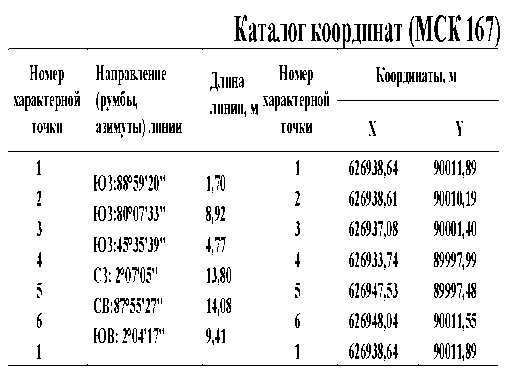 Каталог координат (МСК 167)
Номер характерной точки Направление (румбы, азимуты) линии Длина линии, м Номер характерной точки Координаты, м
X Y
1 1 626938,64 90011,89
ЮЗ:88°59'20" 1,70
2 2 626938,61 90010,19
ЮЗ:80°07'33" 8,92
3 3 626937,08 90001,40
ЮЗ:45°35'39" 4,77
4 4 626933,74 89997,99
СЗ: 2°07'05" 13,80
5 5 626947,53 89997,48
СВ:87°55'27" 14,08
6 6 626948,04 90011,55
ЮВ: 2°04'17" 9,41
1 1 626938,64 90011,89